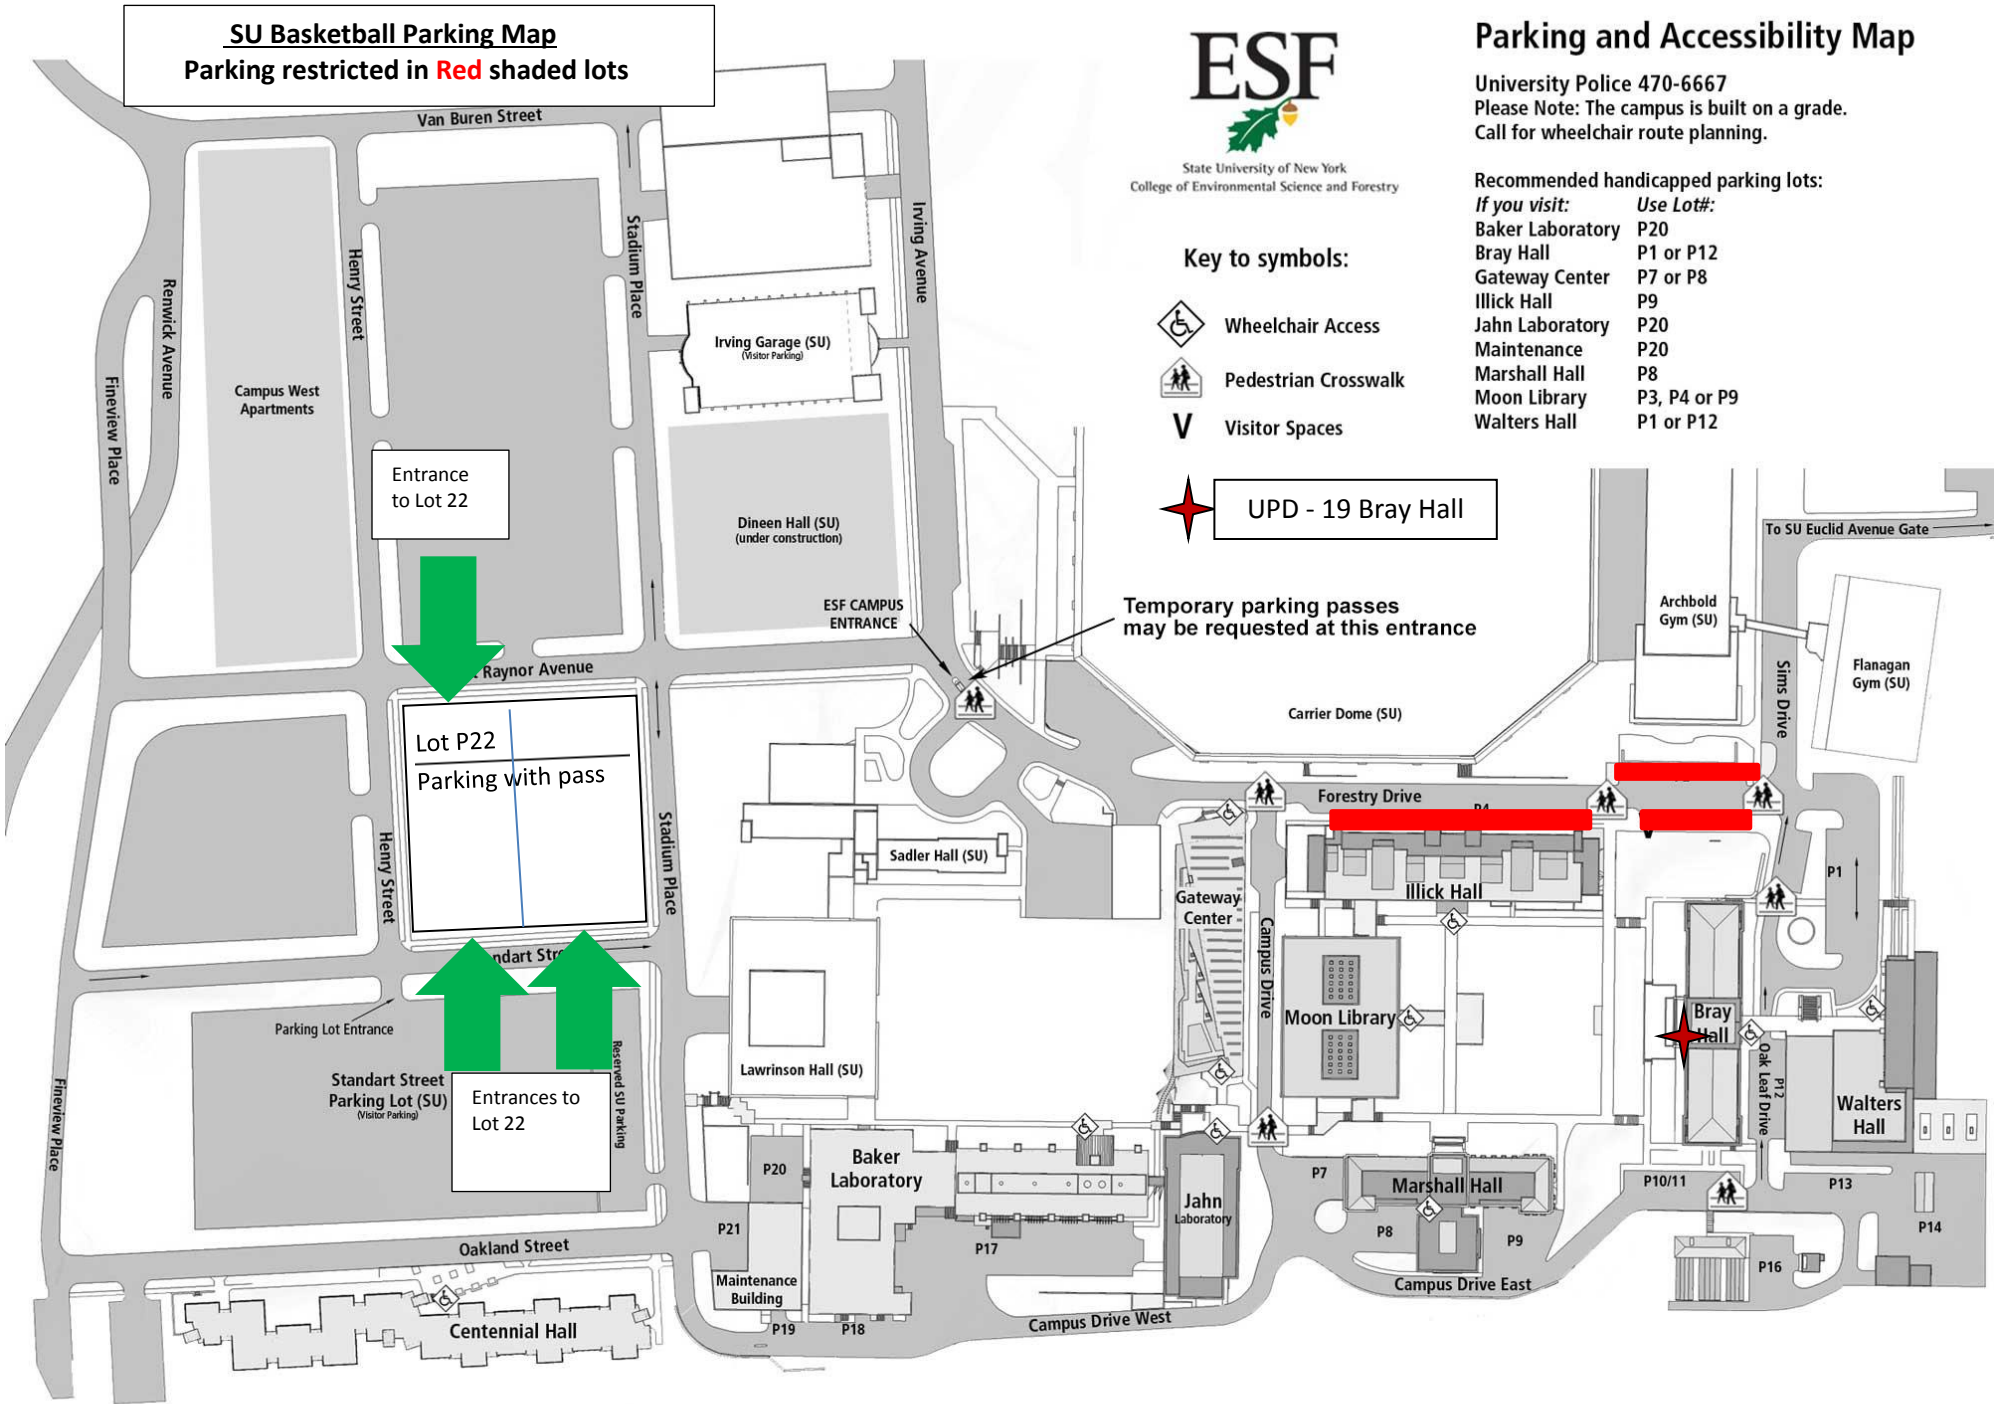 SU Basketball Parking Map
Parking restricted in Red shaded lots
ESF
State University of New York
College of Environmental Science and Forestry
Parking and Accessibility Map
University Police 470-6667
Please Note: The campus is built on a grade.
Call for wheelchair route planning.
Recommended handicapped parking lots:
If you visit: Use Lot#:
Baker Laboratory P20
Bray Hall P1 or P12
Gateway Center P7 or P8
Illick Hall P9
Jahn Laboratory P20
Maintenance P20
Marshall Hall P8
Moon Library P3, P4 or P9
Walters Hall P1 or P12
Key to symbols:
Wheelchair Access
Pedestrian Crosswalk
V Visitor Spaces
UPD - 19 Bray Hall
Van Buren Street
Stadium Place
Irving Avenue
Henry Street
Renwick Avenue
Fineview Place
Campus West
Apartments
Irving Garage (SU)
(Visitor Parking)
Entrance
to Lot 22
Dineen Hall (SU)
(under construction)
ESF CAMPUS
ENTRANCE
Temporary parking passes
may be requested at this entrance
To SU Euclid Avenue Gate
Archbold
Gym (SU)
Flanagan
Gym (SU)
Sims Drive
Raynor Avenue
Carrier Dome (SU)
Lot P22
Parking with pass
Henry Street
Stadium Place
Forestry Drive
P4
Sadler Hall (SU)
Illick Hall
P1
Gateway
Center
Campus Drive
Moon Library
Bray
Hall
Oak Leaf Drive
P12
Walters
Hall
ndart Str
Parking Lot Entrance
Standart Street
Parking Lot (SU)
(Visitor Parking)
Reserved SU Parking
Entrances to
Lot 22
Fineview Place
Lawrinson Hall (SU)
P20
Baker
Laboratory
Jahn
Laboratory
P7
Marshall Hall
P10/11
P13
P14
P21
P17
P8
P9
P16
Oakland Street
Maintenance
Building
Campus Drive East
Centennial Hall
P19
P18
Campus Drive West